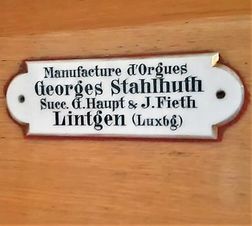 Manufacture d'Orgues
Georges Stahlhuth
Succ. G. Haupt & J. Fieth
Lintgen (Luxbg.)